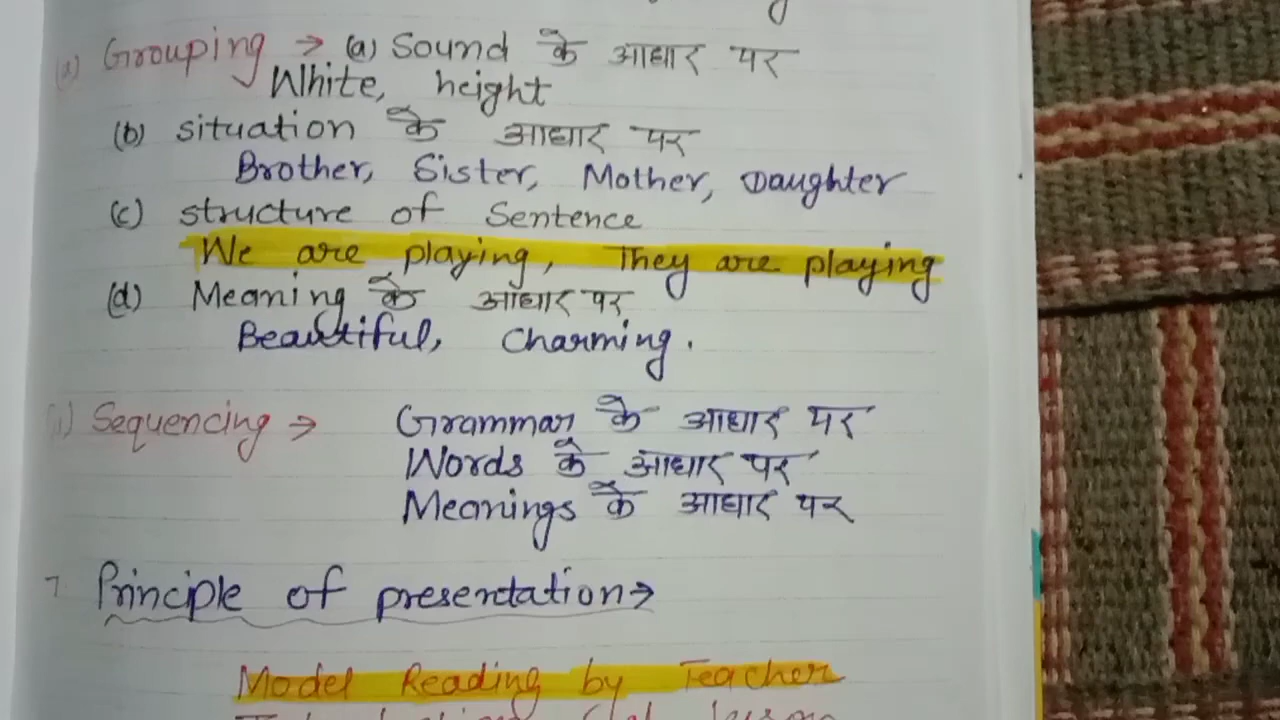 Grouping → (a) Sound के आधार पर
White, height
(b) situation के आधार पर
Brother, Sister, Mother, Daughter
(c) structure of Sentence
We are playing, They are playing
(d) Meaning के आधार पर
Beautiful, Charming.
Sequencing → Grammar के आधार पर
Words के आधार पर
Meanings के आधार पर
7. Principle of presentation→
Model Reading by Teacher